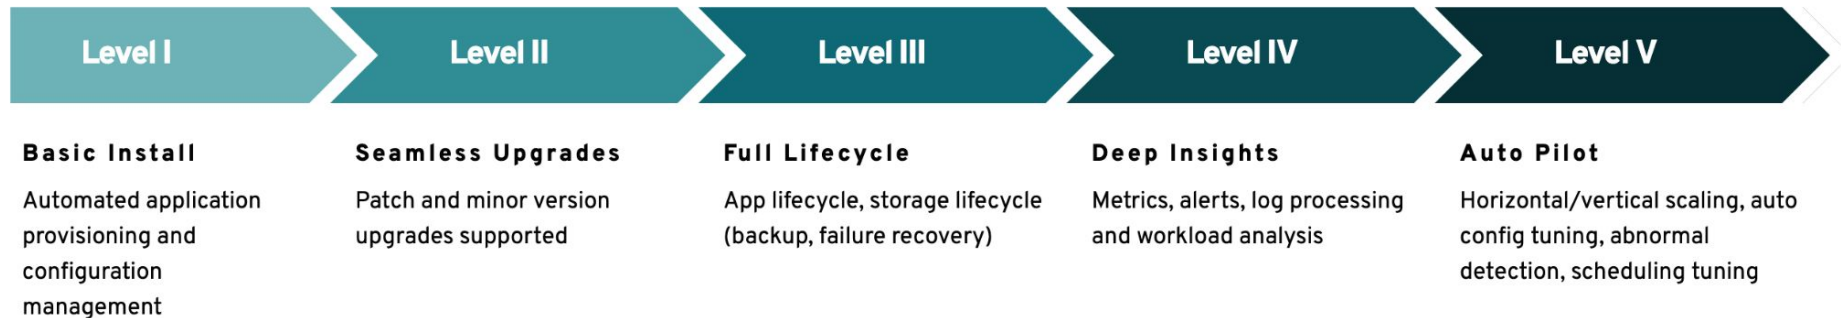 Level I
Level II
Level III
Level IV
Level V
Basic Install
Automated application
provisioning and
configuration
management
Seamless Upgrades
Patch and minor version
upgrades supported
Full Lifecycle
App lifecycle, storage lifecycle
(backup, failure recovery)
Deep Insights
Metrics, alerts, log processing
and workload analysis
Auto Pilot
Horizontal/vertical scaling, auto
config tuning, abnormal
detection, scheduling tuning